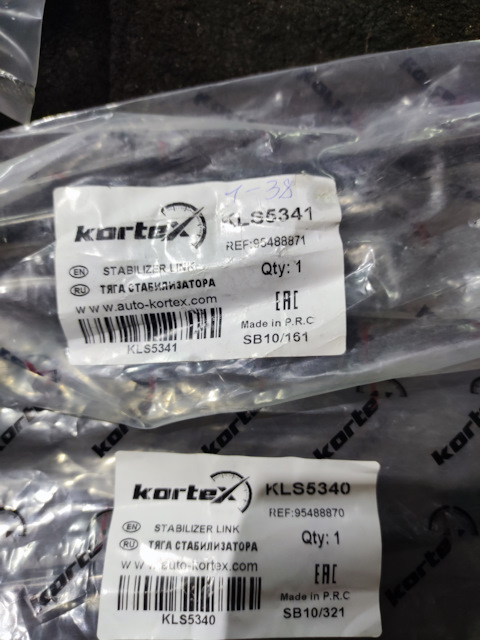 1-38
korteX
KLS5341
REF:95488871
EN STABILIZER LINK
Qty: 1
RU ТЯГА СТАБИЛИЗАТОРА
www.auto-kortex.com
EAC
Made in P.R.C
KLS5341
SB10/161
kortex
korteX
KLS5340
REF:95488870
EN STABILIZER LINK
Qty: 1
RU ТЯГА СТАБИЛИЗАТОРА
www.auto-kortex.com
EAC
Made in P.R.C
KLS5340
SB10/321